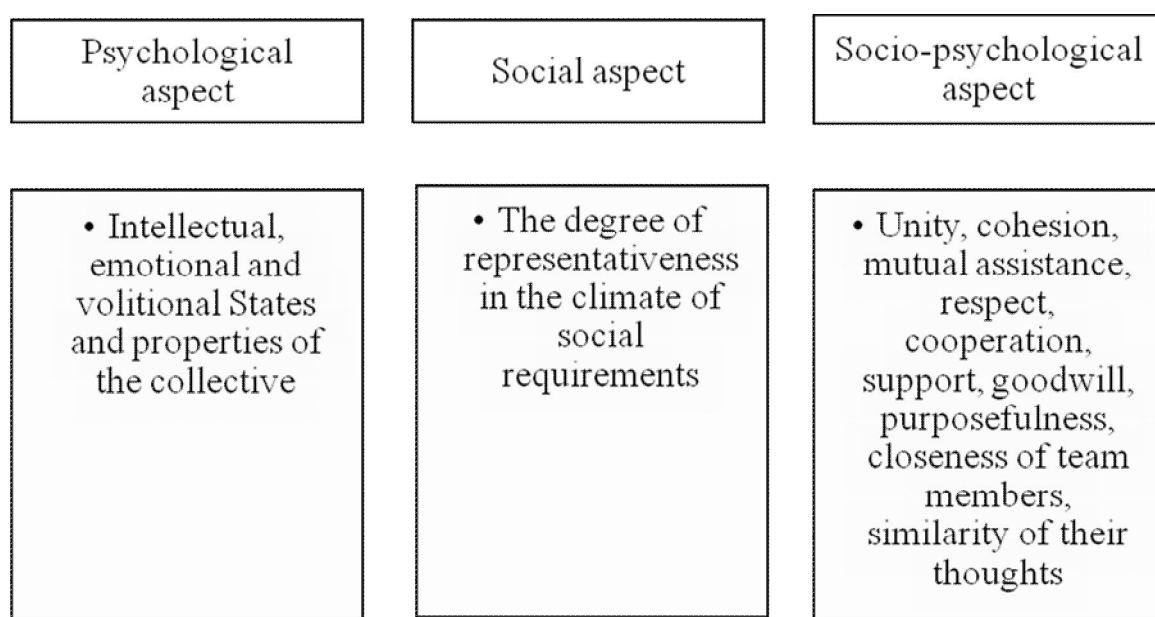 Psychological
aspect
Social aspect
Socio-psychological
aspect
• Intellectual,
emotional and
volitional States
and properties of
the collective
• The degree of
representativeness
in the climate of
social
requirements
• Unity, cohesion,
mutual assistance,
respect,
cooperation,
support, goodwill,
purposefulness,
closeness of team
members,
similarity of their
thoughts